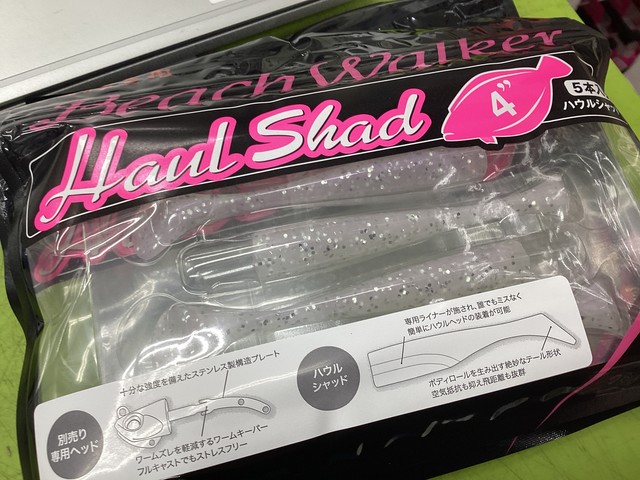 Beach Walker
Haul Shad
4"
5本入
ハウルシャッ
十分な強度を備えたステンレス製構造プレート
別売り
専用ヘッド
ワームズレを軽減するワームキーパー
フルキャストでもストレスフリー
ハウル
シャッド
専用ライナーが施され、誰でもミスなく
簡単にハウルヘッドの装着が可能
ボディロールを生み出す絶妙なテール形状
空気抵抗も抑え飛距離も抜群